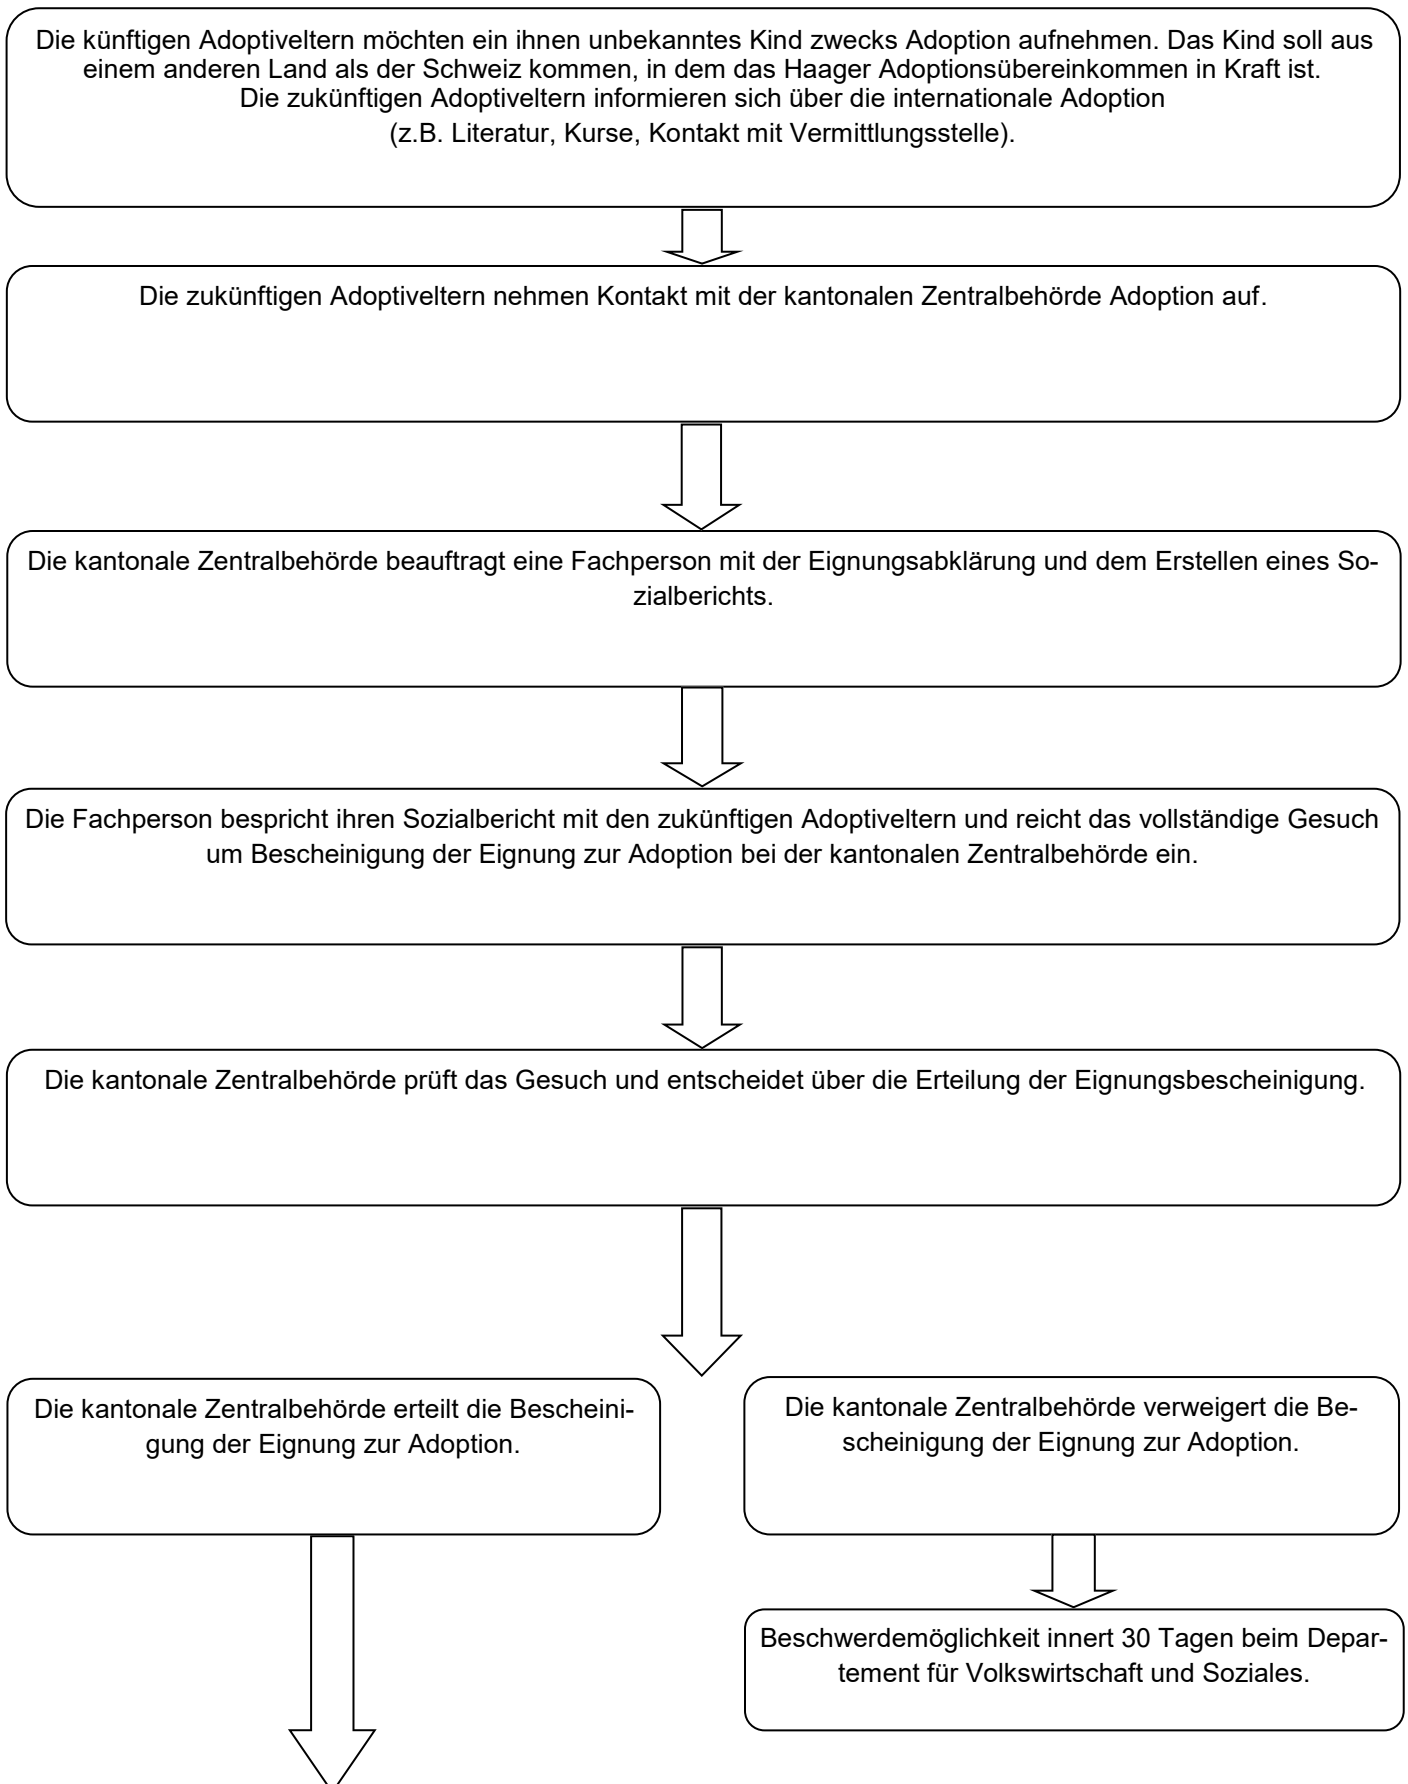 Die künftigen Adoptiveltern möchten ein ihnen unbekanntes Kind zwecks Adoption aufnehmen. Das Kind soll aus
einem anderen Land als der Schweiz kommen, in dem das Haager Adoptionsübereinkommen in Kraft ist.
Die zukünftigen Adoptiveltern informieren sich über die internationale Adoption
(z.B. Literatur, Kurse, Kontakt mit Vermittlungsstelle).
Die zukünftigen Adoptiveltern nehmen Kontakt mit der kantonalen Zentralbehörde Adoption auf.
Die kantonale Zentralbehörde beauftragt eine Fachperson mit der Eignungsabklärung und dem Erstellen eines So-
zialberichts.
Die Fachperson bespricht ihren Sozialbericht mit den zukünftigen Adoptiveltern und reicht das vollständige Gesuch
um Bescheinigung der Eignung zur Adoption bei der kantonalen Zentralbehörde ein.
Die kantonale Zentralbehörde prüft das Gesuch und entscheidet über die Erteilung der Eignungsbescheinigung.
Die kantonale Zentralbehörde erteilt die Bescheini-
gung der Eignung zur Adoption.
Die kantonale Zentralbehörde verweigert die Be-
scheinigung der Eignung zur Adoption.
Beschwerdemöglichkeit innert 30 Tagen beim Depar-
tement für Volkswirtschaft und Soziales.